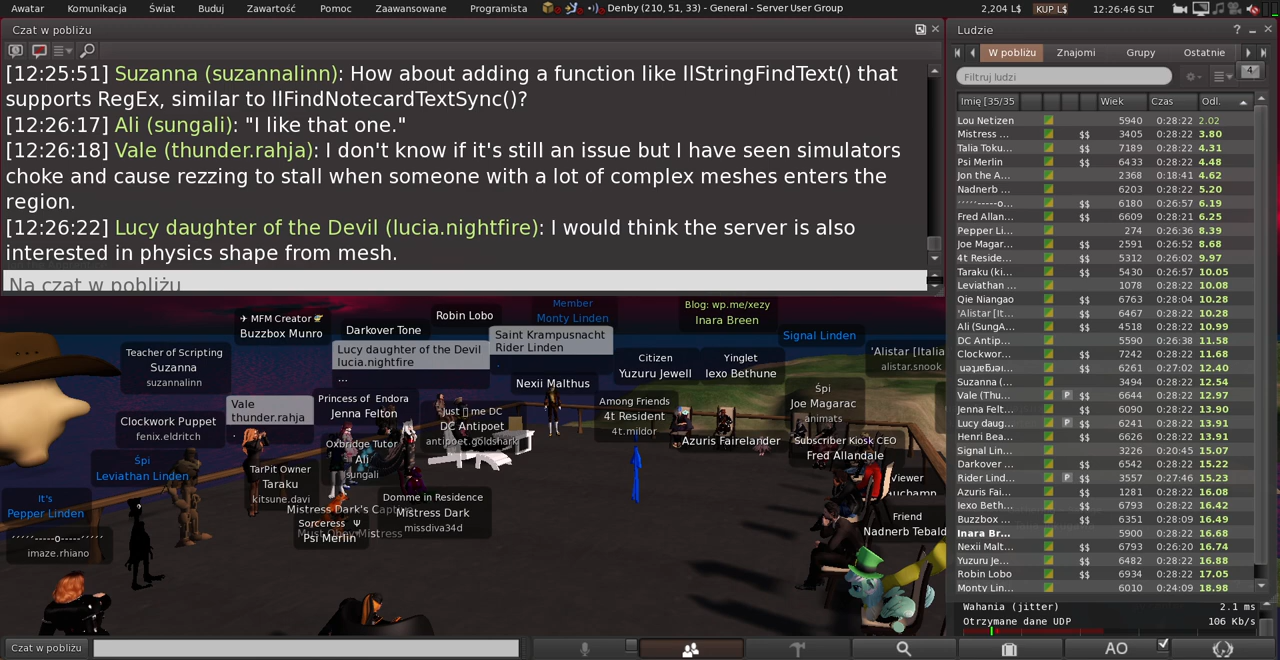 Awatar Komunikacja Świat Buduj Zawartość Pomoc Zaawansowane Programista Denby (210, 51, 33) - General - Server User Group 2,204 L$ KUP L$ 12:26:46 SLT
Czat w pobliżu
[12:25:51] Suzanna (suzannalinn): How about adding a function like llStringFindText() that
supports RegEx, similar to llFindNotecardTextSync()?
[12:26:17] Ali (sungali): "I like that one."
[12:26:18] Vale (thunder.rahja): I don't know if it's still an issue but I have seen simulators
choke and cause rezzing to stall when someone with a lot of complex meshes enters the
region.
[12:26:22] Lucy daughter of the Devil (lucia.nightfire): I would think the server is also
interested in physics shape from mesh.
Na czat w pobliżu
✈ MFM Creator
Buzzbox Munro
Robin Lobo
Member
Monty Linden
Blog: wp.me/xezy
Inara Breen
Darkover Tone
Saint Krampusnacht
Rider Linden
Signal Linden
Teacher of Scripting
Suzanna
suzannalinn
Lucy daughter of the Devil
lucia.nightfire
...
Citizen
Yuzuru Jewell
Yinglet
Iexo Bethune
'Alistar [Italia
alistar.snook
Nexii Malthus
Śpi
Joe Magarac
animats
Vale
thunder.rahja
.
Princess of Endora
Jenna Felton
Just me DC
DC Antipoet
antipoet.goldshark
Among Friends
4t Resident
4t.mildor
Clockwork Puppet
fenix.eldritch
Azuris Fairelander
Subscriber Kiosk CEO
Fred Allandale
Oxbridge Tutor
Ali
sungali
Śpi
Leviathan Linden
TarPit Owner
Taraku
kitsune.davi
Viewer
It's
Pepper Linden
Domme in Residence
Mistress Dark
missdiva34d
Mistress Dark's
Sorceress Ψ
Psi Merlin
Friend
Nadnerb Tebald
′′′′′-----o-----′′′′′
imaze.rhiano
Czat w pobliżu
AO
Ludzie
? _ ×
W pobliżu Znajomi Grupy Ostatnie
Filtruj ludzi
4
Imię [35/35 Wiek Czas Odl.
Lou Netizen 5940 0:28:22 2.02
Mistress ... $$ 3405 0:28:22 3.80
Talia Toku... $$ 7189 0:28:22 4.31
Psi Merlin $$ 6433 0:28:22 4.48
Jon the A... 2368 0:18:41 4.62
Nadnerb ... 6203 0:28:22 5.20
′′′′′-----o... $$ 6180 0:26:57 6.19
Fred Allan... $$ 6609 0:28:21 6.25
Pepper Li... 274 0:26:36 8.39
Joe Magar... $$ 2591 0:26:52 8.68
4t Reside... $$ 5312 0:26:02 9.97
Taraku (ki... $$ 5430 0:26:57 10.05
Leviathan ... 1078 0:28:22 10.08
Qie Niangao $$ 6763 0:28:04 10.28
'Alistar [It... $$ 6467 0:28:22 10.28
Ali (SungA... $$ 4518 0:28:22 10.99
DC Antip... 5590 0:26:38 11.58
Clockwor... $$ 7242 0:28:22 11.68
$$ 6261 0:27:02 12.40
Suzanna (... 3494 0:28:22 12.54
Vale (Thu... P $$ 6644 0:28:22 12.97
Jenna Felt... $$ 6090 0:28:22 13.90
Lucy daug... P $$ 6241 0:28:22 13.91
Henri Bea... $$ 6626 0:28:22 13.91
Signal Lin... 3226 0:20:45 15.07
Darkover ... $$ 6542 0:28:22 15.22
Rider Lind... P $$ 3557 0:27:46 15.23
Azuris Fai... $$ 1281 0:28:22 16.08
Iexo Beth... $$ 6793 0:28:22 16.42
Buzzbox ... $$ 6351 0:28:09 16.49
Inara Br... 5900 0:28:22 16.68
Nexii Malt... $$ 6793 0:26:20 16.74
Yuzuru Je... $$ 6482 0:28:22 16.88
Robin Lobo $$ 6934 0:28:22 17.05
Monty Lin... 6010 0:24:09 18.98
Wahania (jitter) 2.1 ms
Otrzymane dane UDP 106 Kb/s